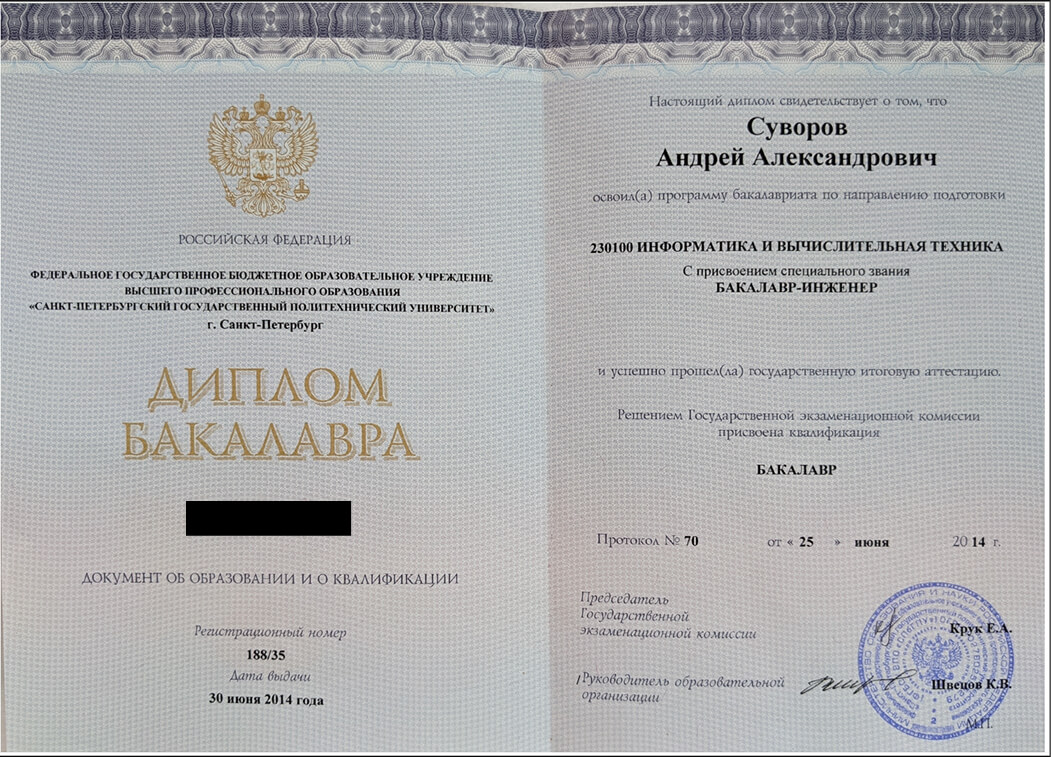 РОССИЙСКАЯ ФЕДЕРАЦИЯ
ФЕДЕРАЛЬНОЕ ГОСУДАРСТВЕННОЕ БЮДЖЕТНОЕ ОБРАЗОВАТЕЛЬНОЕ УЧРЕЖДЕНИЕ
ВЫСШЕГО ПРОФЕССИОНАЛЬНОГО ОБРАЗОВАНИЯ
«САНКТ-ПЕТЕРБУРГСКИЙ ГОСУДАРСТВЕННЫЙ ПОЛИТЕХНИЧЕСКИЙ УНИВЕРСИТЕТ»
г. Санкт-Петербург
ДИПЛОМ
БАКАЛАВРА
ДОКУМЕНТ ОБ ОБРАЗОВАНИИ И О КВАЛИФИКАЦИИ
Регистрационный номер
188/35
Дата выдачи
30 июня 2014 года
Настоящий диплом свидетельствует о том, что
Суворов
Андрей Александрович
освоил(а) программу бакалавриата по направлению подготовки
230100 ИНФОРМАТИКА И ВЫЧИСЛИТЕЛЬНАЯ ТЕХНИКА
С присвоением специального звания
БАКАЛАВР-ИНЖЕНЕР
и успешно прошел(ла) государственную итоговую аттестацию.
Решением Государственной экзаменационной комиссии
присвоена квалификация
БАКАЛАВР
Протокол № 70 от « 25 » июня 2014 г.
Председатель
Государственной
экзаменационной комиссии
Крук Е.А.
Руководитель образовательной
организации
Швецов К.В.
М.П.